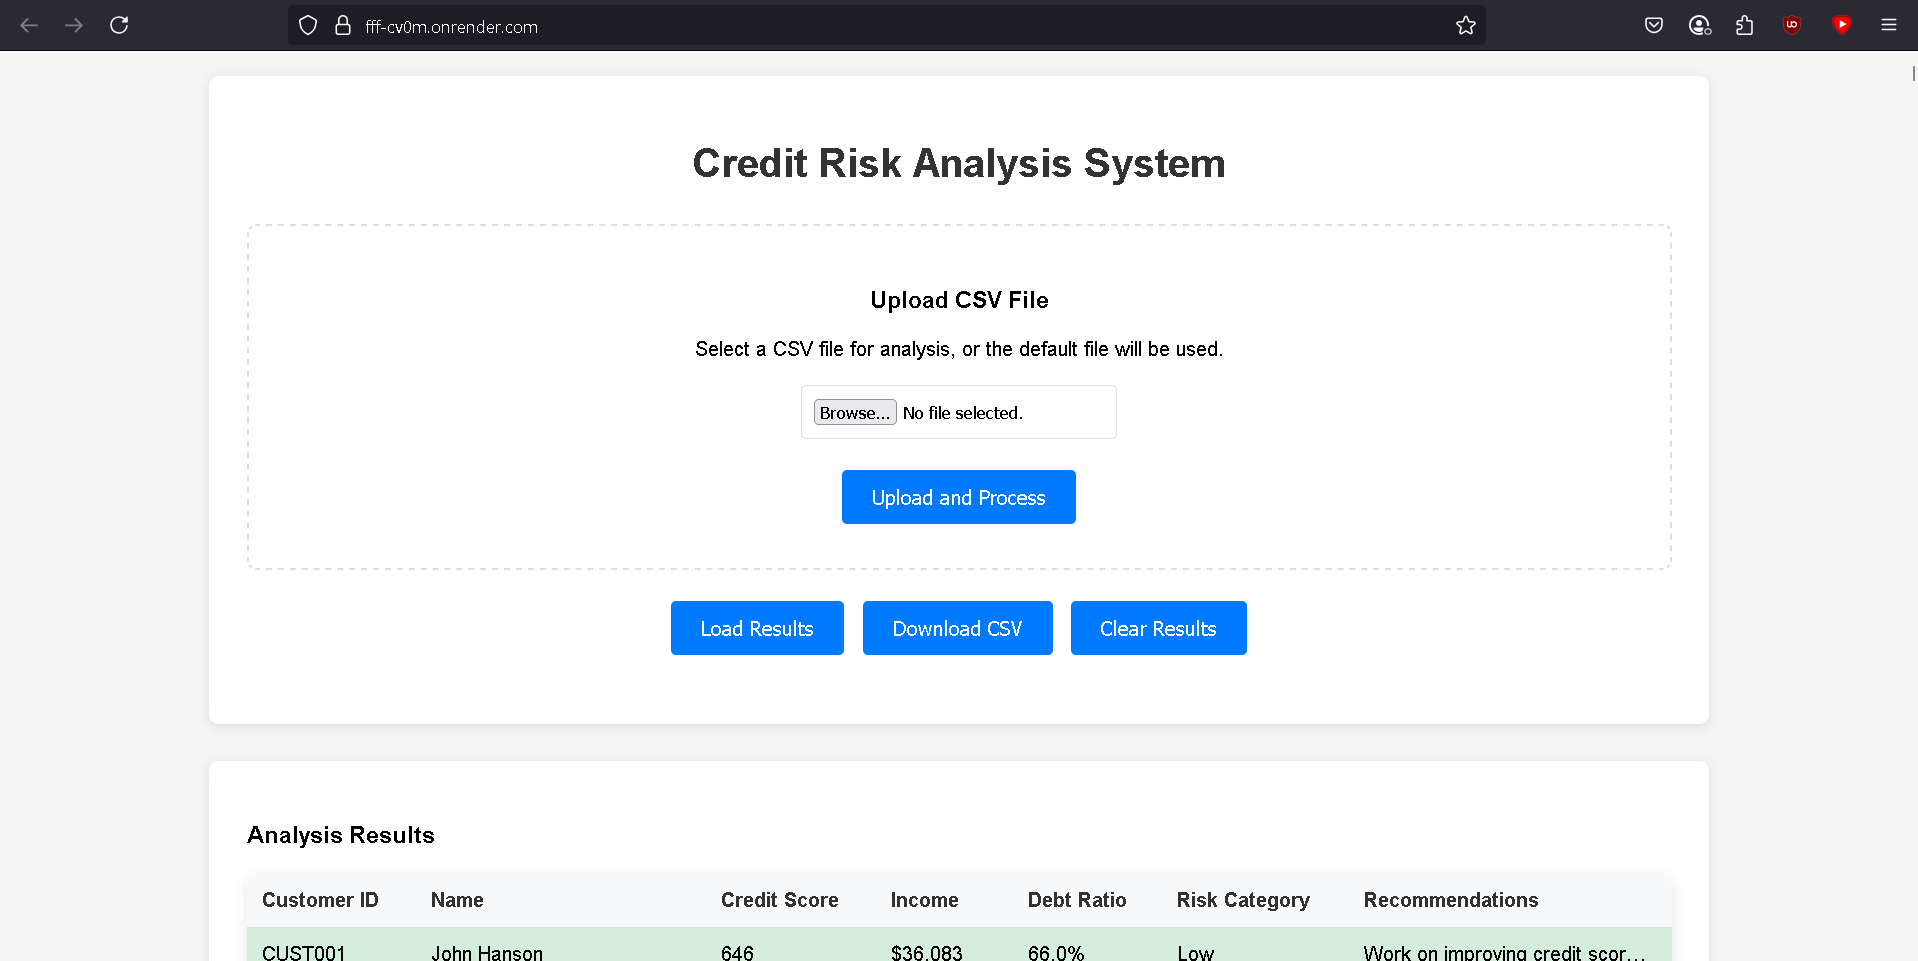 fff-cv0m.onrender.com
Credit Risk Analysis System
Upload CSV File
Select a CSV file for analysis, or the default file will be used.
Browse... No file selected.
Upload and Process
Load Results Download CSV Clear Results
Analysis Results
Customer ID Name Credit Score Income Debt Ratio Risk Category Recommendations
CUST001 John Hanson 646 $36,083 66.0% Low Work on improving credit scor...